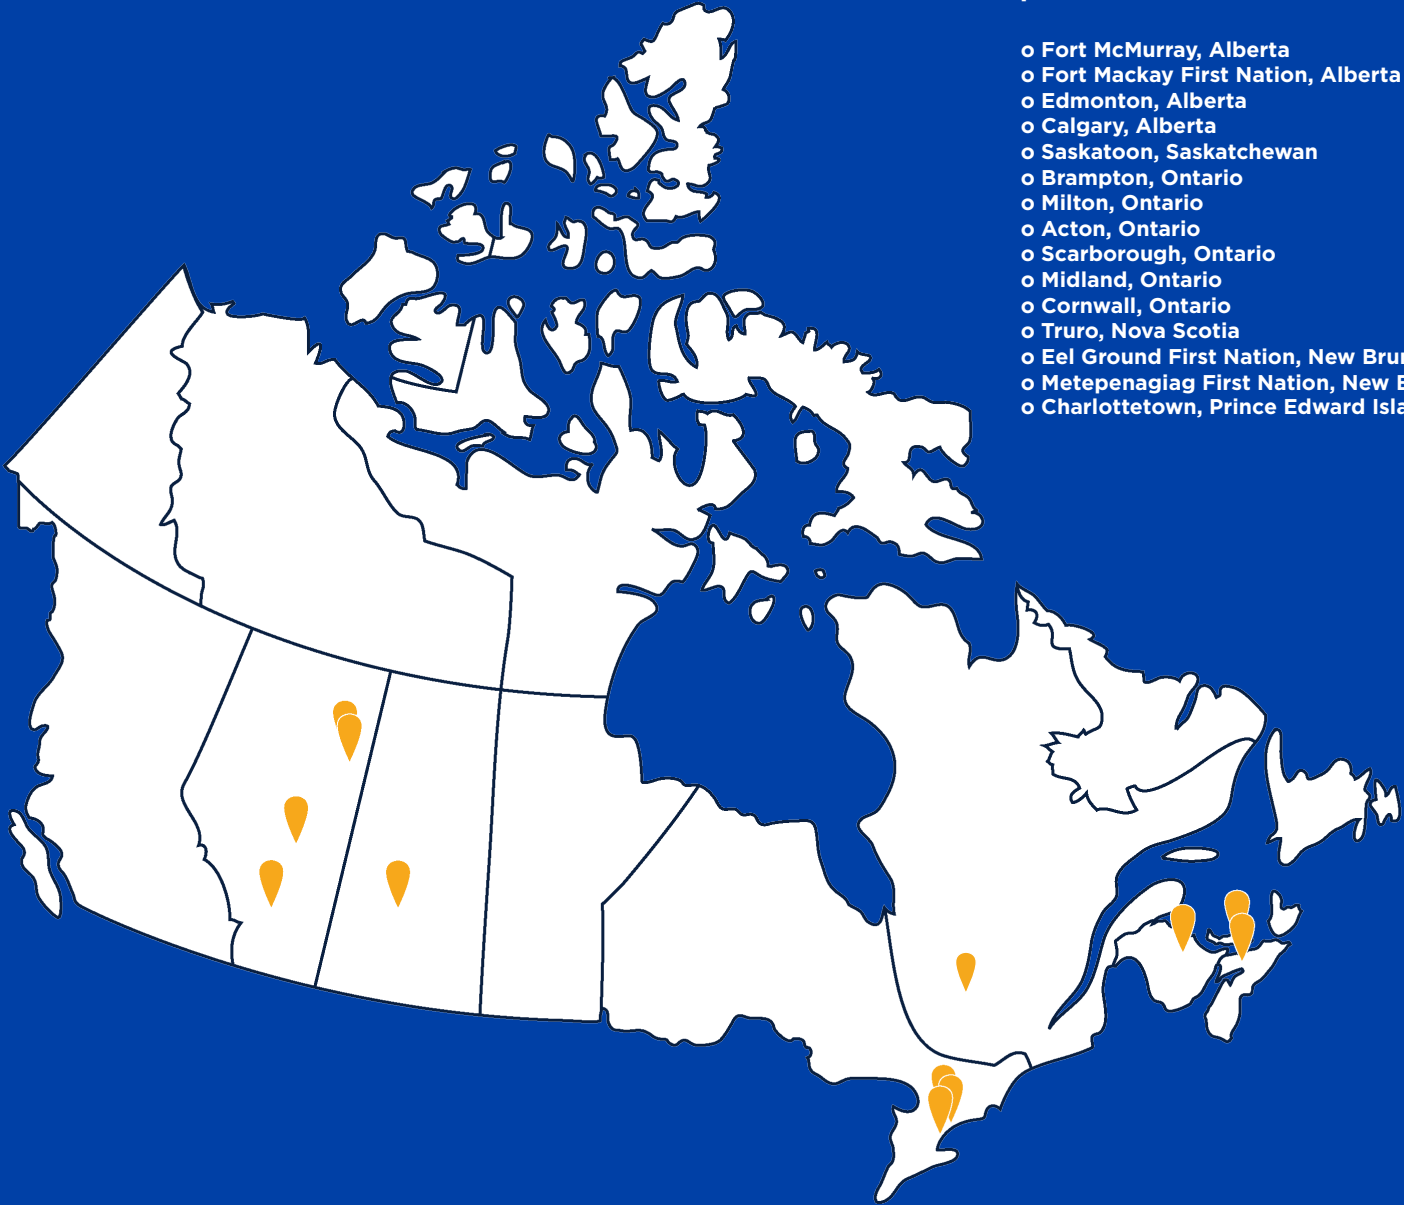 o Fort McMurray, Alberta
o Fort Mackay First Nation, Alberta
o Edmonton, Alberta
o Calgary, Alberta
o Saskatoon, Saskatchewan
o Brampton, Ontario
o Milton, Ontario
o Acton, Ontario
o Scarborough, Ontario
o Midland, Ontario
o Cornwall, Ontario
o Truro, Nova Scotia
o Eel Ground First Nation, New Brun
o Metepenagiag First Nation, New B
o Charlottetown, Prince Edward Isla